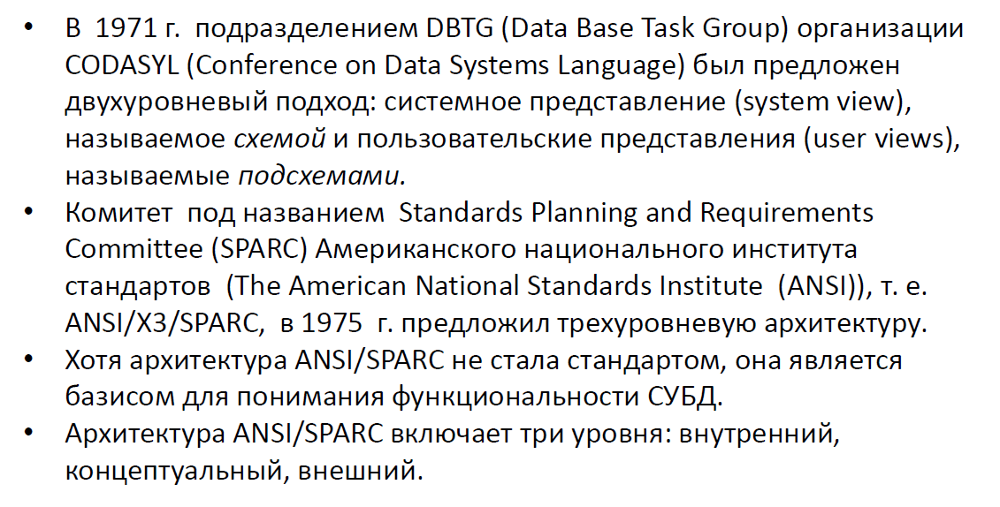 • В 1971 г. подразделением DBTG (Data Base Task Group) организации
CODASYL (Conference on Data Systems Language) был предложен
двухуровневый подход: системное представление (system view),
называемое схемой и пользовательские представления (user views),
называемые подсхемами.
• Комитет под названием Standards Planning and Requirements
Committee (SPARC) Американского национального института
стандартов (The American National Standards Institute (ANSI)), т. е.
ANSI/X3/SPARC, в 1975 г. предложил трехуровневую архитектуру.
• Хотя архитектура ANSI/SPARC не стала стандартом, она является
базисом для понимания функциональности СУБД.
• Архитектура ANSI/SPARC включает три уровня: внутренний,
концептуальный, внешний.